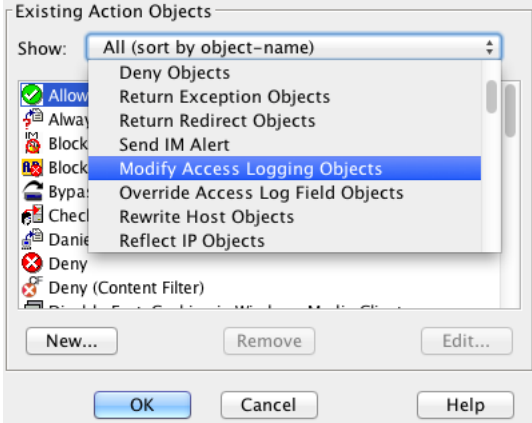 Existing Action Objects
Show: All (sort by object-name)
Deny Objects
Allow
Return Exception Objects
Alway
Return Redirect Objects
Block
Send IM Alert
Block
Modify Access Logging Objects
Bypas
Override Access Log Field Objects
Chec
Rewrite Host Objects
Danie
Reflect IP Objects
Deny
Deny (Content Filter)
New... Remove Edit...
OK Cancel Help